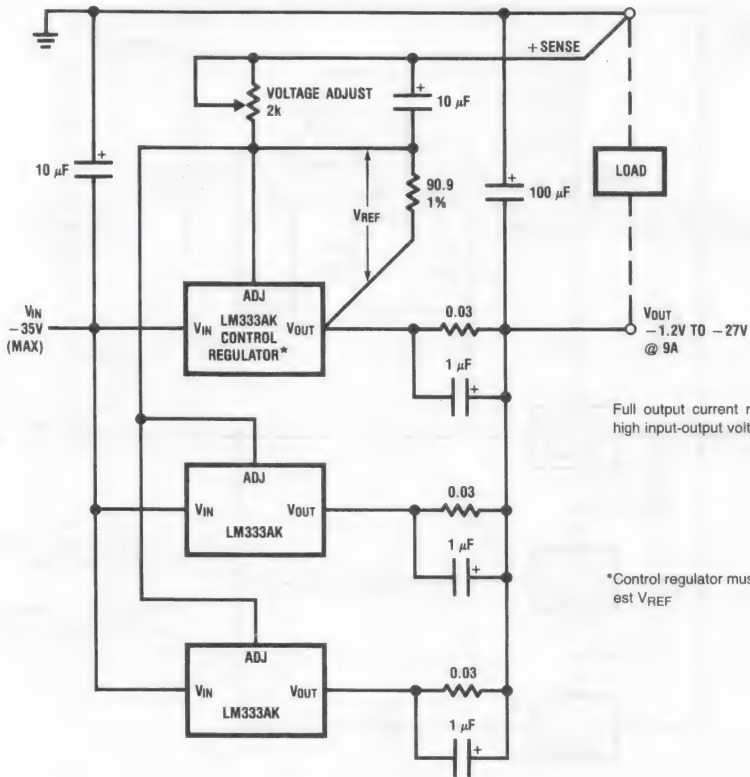 + SENSE
VOLTAGE ADJUST
2k
+
10 µF
+
10 µF
VREF
90.9
1%
+
100 µF
LOAD
VIN
−35V
(MAX)
ADJ
VIN
LM333AK
CONTROL
REGULATOR*
VOUT
0.03
1 µF
+
VOUT
−1.2V TO −27V
@ 9A
Full output current
high input-output
ADJ
VIN
VOUT
LM333AK
0.03
1 µF
+
*Control regulator
VREF
ADJ
VIN
VOUT
LM333AK
0.03
1 µF
+